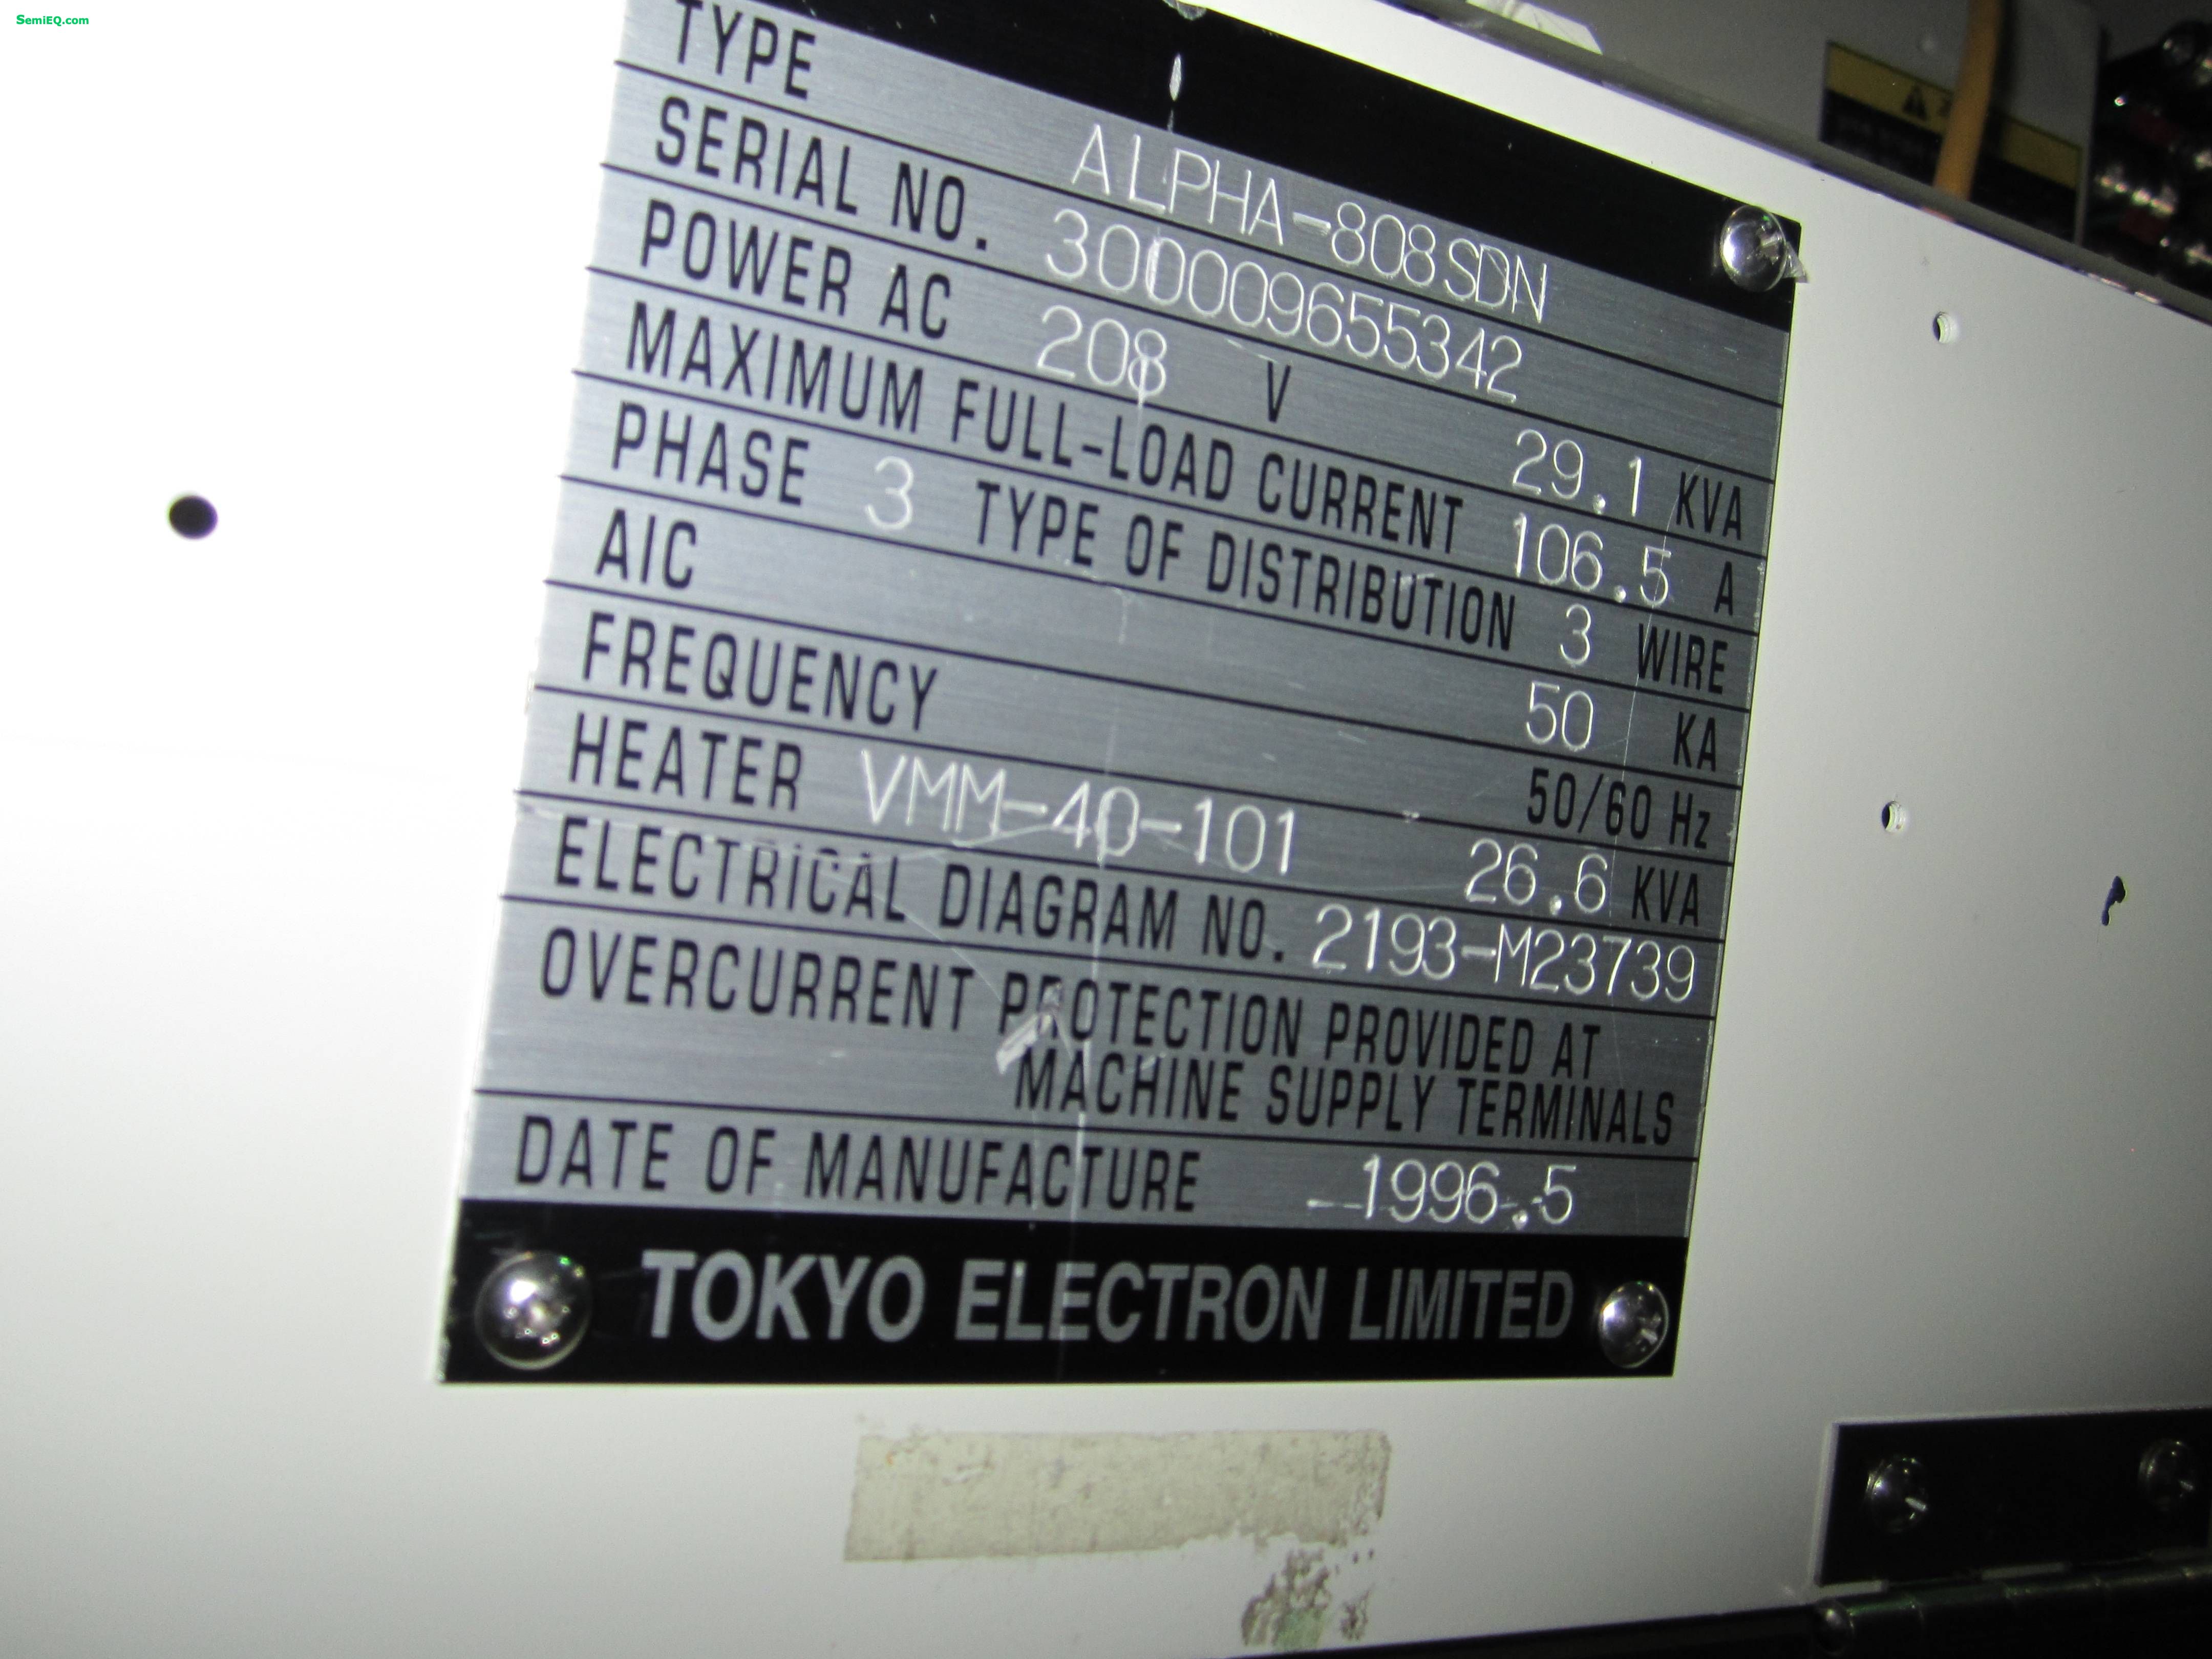 SemiEQ.com
TYPE ALPHA-808SDN
SERIAL NO. 300009655342
POWER AC 208 V 29.1 KVA
MAXIMUM FULL-LOAD CURRENT 106.5 A
PHASE 3 TYPE OF DISTRIBUTION 3 WIRE
AIC 50 KA
FREQUENCY 50/60 Hz
HEATER VMM-40-101 26.6 KVA
ELECTRICAL DIAGRAM NO. 2193-M23739
OVERCURRENT PROTECTION PROVIDED AT
MACHINE SUPPLY TERMINALS
DATE OF MANUFACTURE 1996.5
TOKYO ELECTRON LIMITED